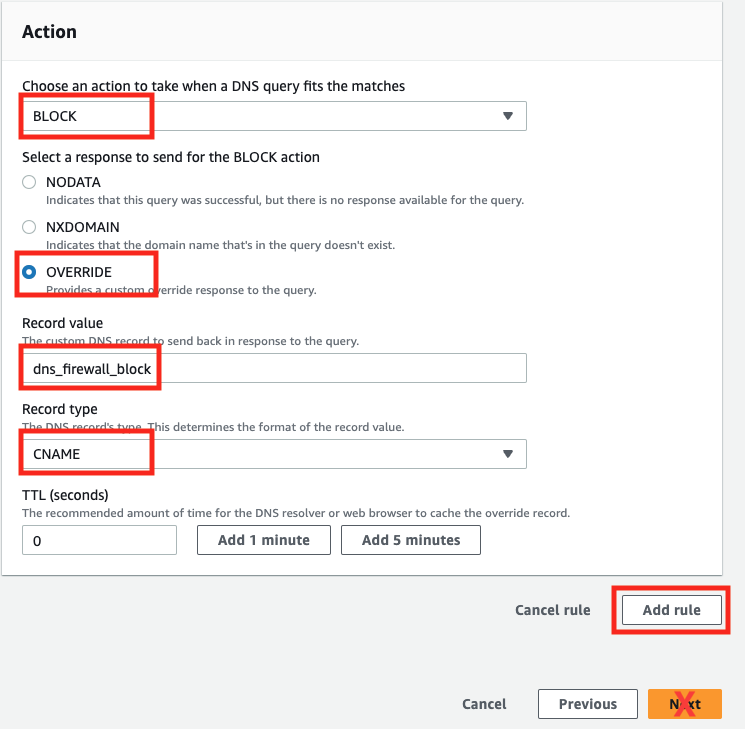 Action
Choose an action to take when a DNS query fits the matches
BLOCK
Select a response to send for the BLOCK action
NODATA
Indicates that this query was successful, but there is no response available for the query.
NXDOMAIN
Indicates that the domain name that's in the query doesn't exist.
OVERRIDE
Provides a custom override response to the query.
Record value
The custom DNS record to send back in response to the query.
dns_firewall_block
Record type
The DNS record's type. This determines the format of the record value.
CNAME
TTL (seconds)
The recommended amount of time for the DNS resolver or web browser to cache the override record.
0 Add 1 minute Add 5 minutes
Cancel rule Add rule
Cancel Previous Next